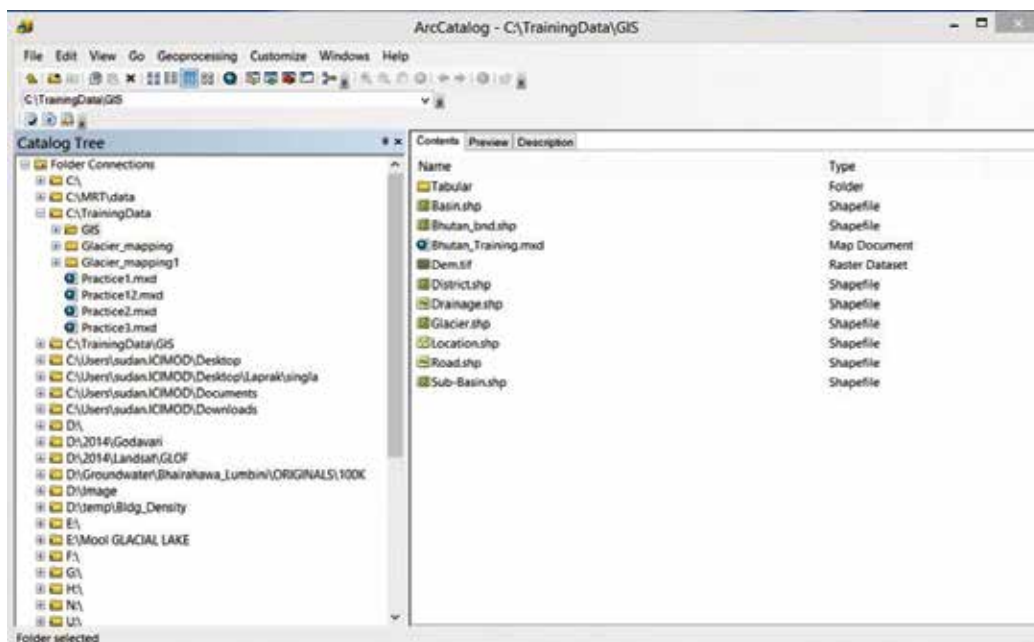 ArcCatalog - C:\TrainingData\GIS
File Edit View Go Geoprocessing Customize Windows Help
C:\TrainingData\GIS
Catalog Tree
Folder Connections
C:\
C:\MRT\data
C:\TrainingData
GIS
Glacier_mapping
Glacier_mapping1
Practice1.mxd
Practice12.mxd
Practice2.mxd
Practice3.mxd
C:\TrainingData\GIS
C:\Users\sudan.ICIMOD\Desktop
C:\Users\sudan.ICIMOD\Desktop\Laprak\singla
C:\Users\sudan.ICIMOD\Documents
C:\Users\sudan.ICIMOD\Downloads
D:\
D:\2014\Godavari
D:\2014\Landsat\GLOF
D:\Groundwater\Bhairahawa_Lumbini\ORIGINALS\100K
D:\Image
D:\temp\Bldg_Density
E:\
E:\Mool GLACIAL LAKE
F:\
G:\
H:\
N:\
U:\
Folder selected
Contents Preview Description
Name Type
Tabular Folder
Basin.shp Shapefile
Bhutan_bnd.shp Shapefile
Bhutan_Training.mxd Map Document
Dem.tif Raster Dataset
District.shp Shapefile
Drainage.shp Shapefile
Glacier.shp Shapefile
Location.shp Shapefile
Road.shp Shapefile
Sub-Basin.shp Shapefile